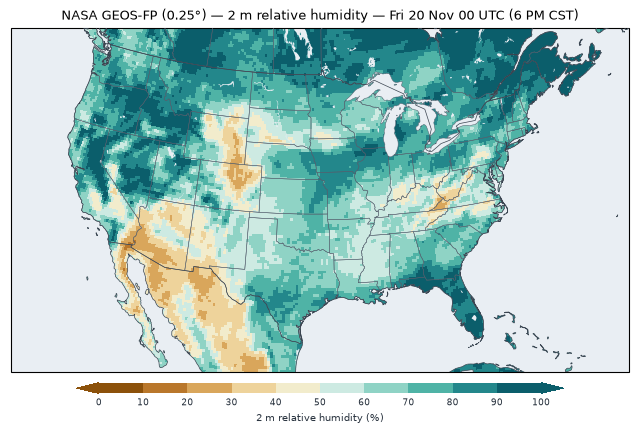 NASA GEOS-FP (0.25°) — 2 m relative humidity — Fri 20 Nov 00 UTC (6 PM CST)
0 10 20 30 40 50 60 70 80 90 100
2 m relative humidity (%)